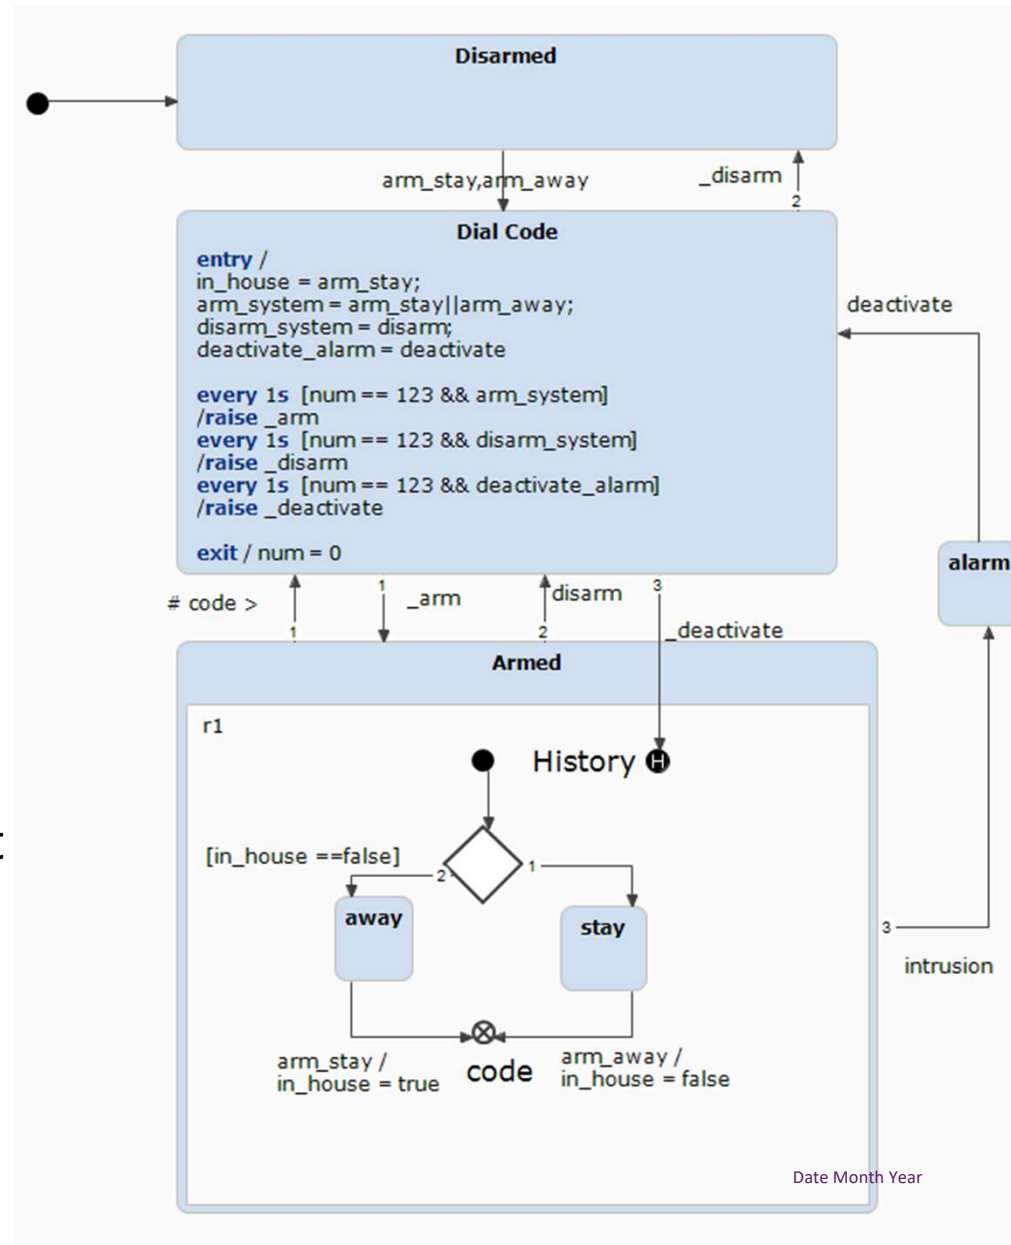 Disarmed
arm_stay,arm_away
_disarm
2
Dial Code
entry /
in_house = arm_stay;
arm_system = arm_stay||arm_away;
disarm_system = disarm;
deactivate_alarm = deactivate
every 1s [num == 123 && arm_system]
/raise _arm
every 1s [num == 123 && disarm_system]
/raise _disarm
every 1s [num == 123 && deactivate_alarm]
/raise _deactivate
exit / num = 0
deactivate
alarm
# code >
1
1
_arm
disarm
2
3
_deactivate
Armed
r1
History H
t
[in_house ==false]
2
1
away
stay
3
intrusion
arm_stay /
in_house = true
code
arm_away /
in_house = false
Date Month Year